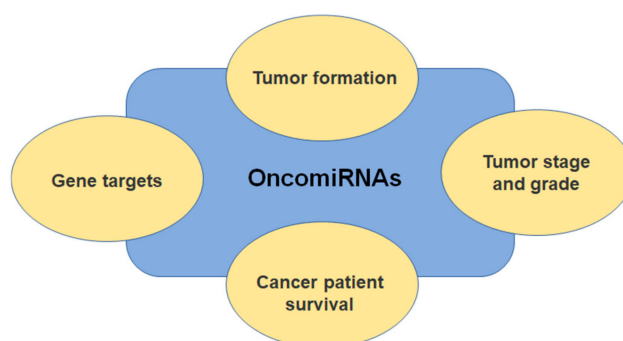 Tumor formation
Gene targets
OncomiRNAs
Tumor stage
and grade
Cancer patient
survival